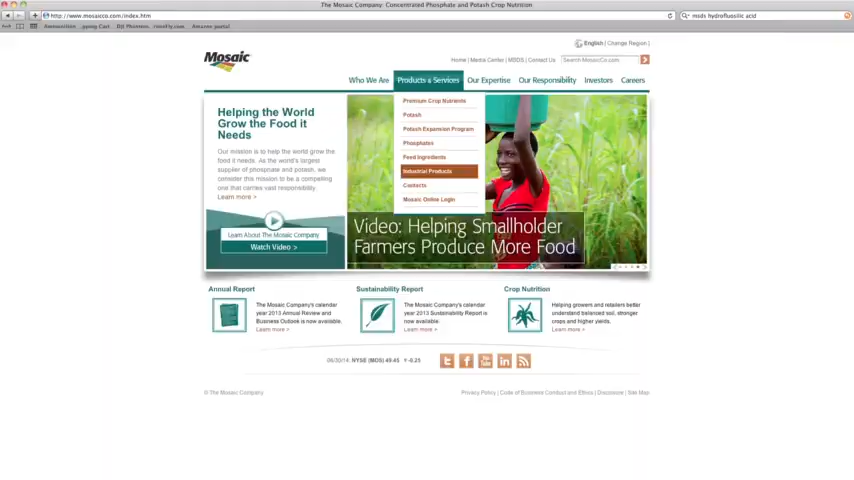 The Mosaic Company: Concentrated Phosphate and Potash Crop Nutrition
http://www.mosaicco.com/index.htm
msds hydrofluosilic acid
Amazon portal
English | Change Region |
Mosaic
Home | Media Center | MSDS | Contact Us
Search MosaicCo.com
Who We Are
Products & Services
Our Expertise
Our Responsibility
Investors
Careers
Premium Crop Nutrients
Potash
Potash Expansion Program
Phosphates
Feed Ingredients
Industrial Products
Contacts
Mosaic Online Login
Helping the World
Grow the Food it
Needs
Our mission is to help the world grow the
food it needs. As the world's largest
supplier of phosphate and potash, we
consider this mission to be a compelling
one that carries vast responsibility.
Learn more >
Learn About The Mosaic Company
Watch Video >
Video: Helping Smallholder
Farmers Produce More Food
Annual Report
The Mosaic Company's calendar
year 2013 Annual Review and
Business Outlook is now available.
Learn more >
Sustainability Report
The Mosaic Company's calendar
year 2013 Sustainability Report is
now available.
Learn more >
Crop Nutrition
Helping growers and retailers better
understand balanced soil, stronger
crops and higher yields.
Learn more >
06/30/14: NYSE (MOS) 49.45 ▼-0.25
© The Mosaic Company
Privacy Policy | Code of Business Conduct and Ethics | Disclosure | Site Map